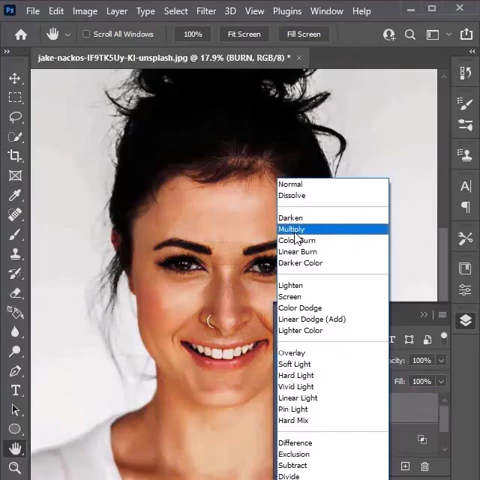 Ps File Edit Image Layer Type Select Filter 3D View Plugins Window Help
Scroll All Windows 100% Fit Screen Fill Screen
jake-nackos-IF9TK5Uy-KI-unsplash.jpg @ 17.9% (BURN, RGB/8) *
Normal
Dissolve
Darken
Multiply
Color Burn
Linear Burn
Darker Color
Lighten
Screen
Color Dodge
Linear Dodge (Add)
Lighter Color
Overlay
Soft Light
Hard Light
Vivid Light
Linear Light
Pin Light
Hard Mix
Difference
Exclusion
Subtract
Divide
100%
Fill: 100%